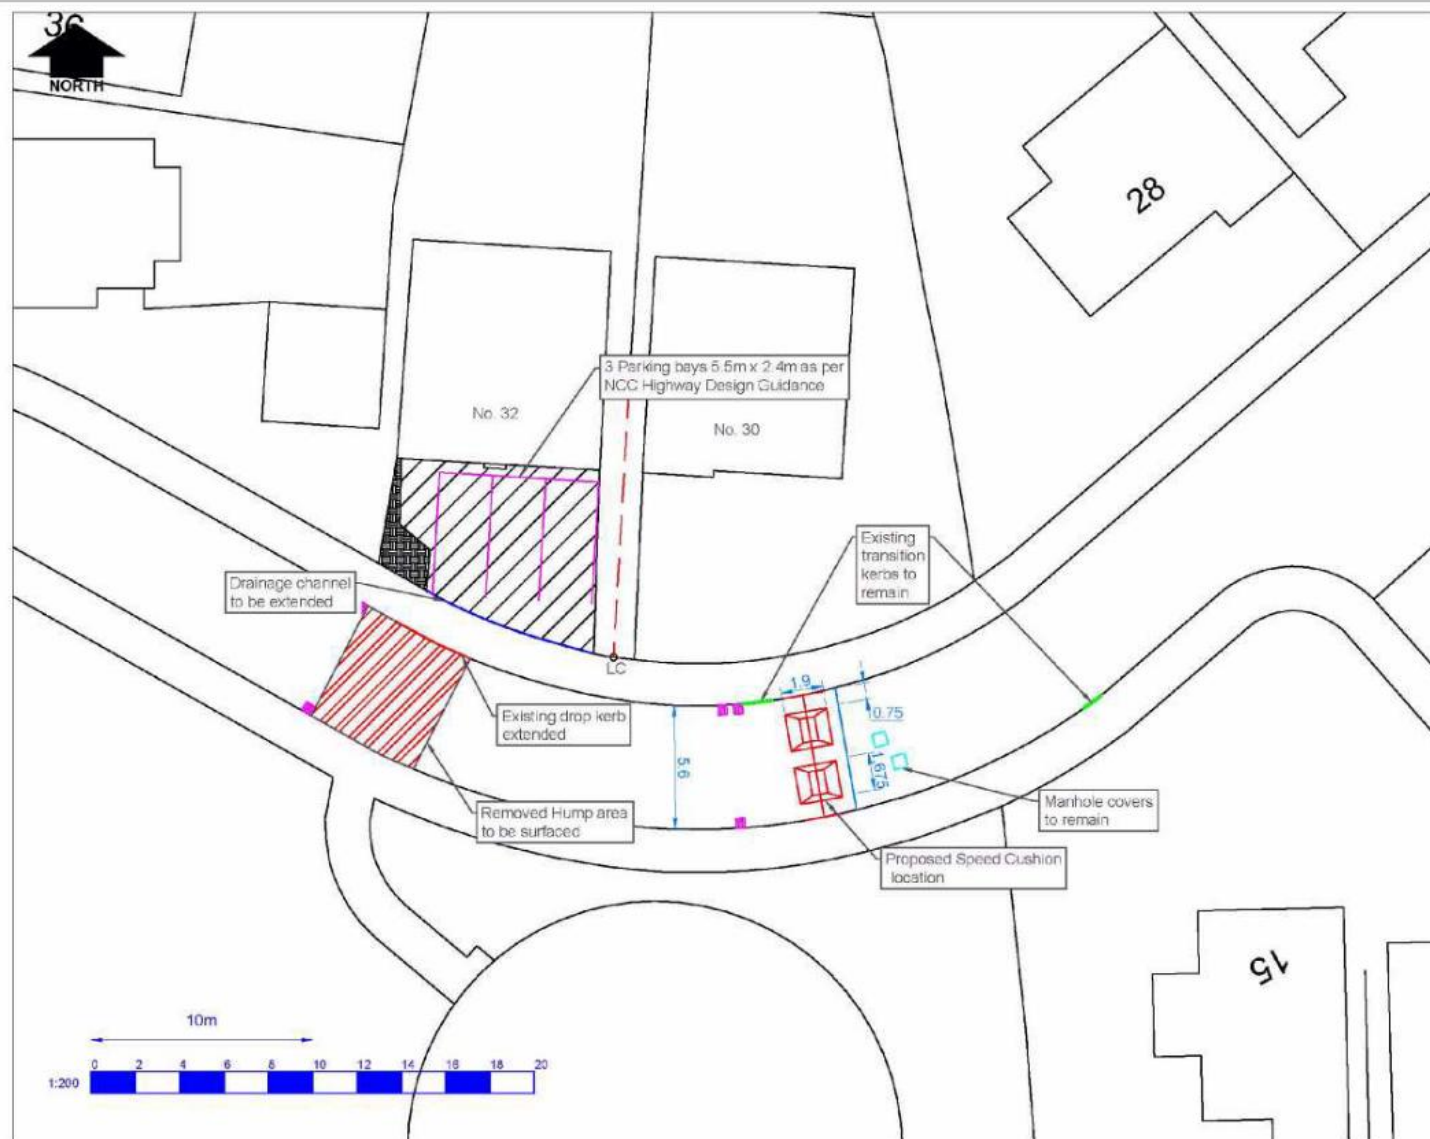 36
NORTH
28
3 Parking bays 5.5m x 2.4m as per
NCC Highway Design Guidance
No. 32
No. 30
Existing
transition
kerbs to
remain
Drainage channel
to be extended
LC
1.9
0.75
Existing drop kerb
extended
5.6
1.675
Removed Hump area
to be surfaced
Manhole covers
to remain
Proposed Speed Cushion
location
15
10m
0 2 4 6 8 10 12 14 16 18 20
1:200